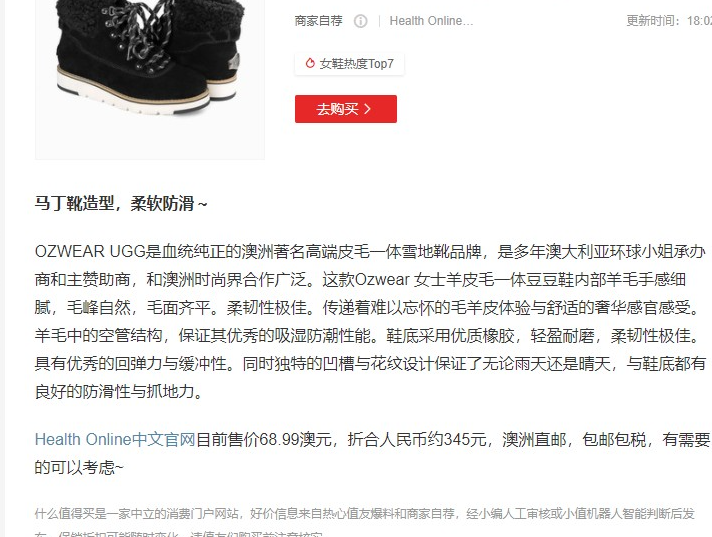 商家自荐 | Health Online... 更新时间：18:02
女鞋热度Top7
去购买
马丁靴造型，柔软防滑~
OZWEAR UGG是血统纯正的澳洲著名高端皮毛一体雪地靴品牌，是多年澳大利亚环球小姐承办
商和主赞助商，和澳洲时尚界合作广泛。这款Ozwear 女士羊皮毛一体豆豆鞋内部羊毛手感细
腻，毛峰自然，毛面齐平。柔韧性极佳。传递着难以忘怀的毛羊皮体验与舒适的奢华感官感受。
羊毛中的空管结构，保证其优秀的吸湿防潮性能。鞋底采用优质橡胶，轻盈耐磨，柔韧性极佳。
具有优秀的回弹力与缓冲性。同时独特的凹槽与花纹设计保证了无论雨天还是晴天，与鞋底都有
良好的防滑性与抓地力。
Health Online中文官网目前售价68.99澳元，折合人民币约345元，澳洲直邮，包邮包税，有需要
的可以考虑~
什么值得买是一家中立的消费门户网站，好价信息来自热心值友爆料和商家自荐，经小编人工审核或小值机器人智能判断后发